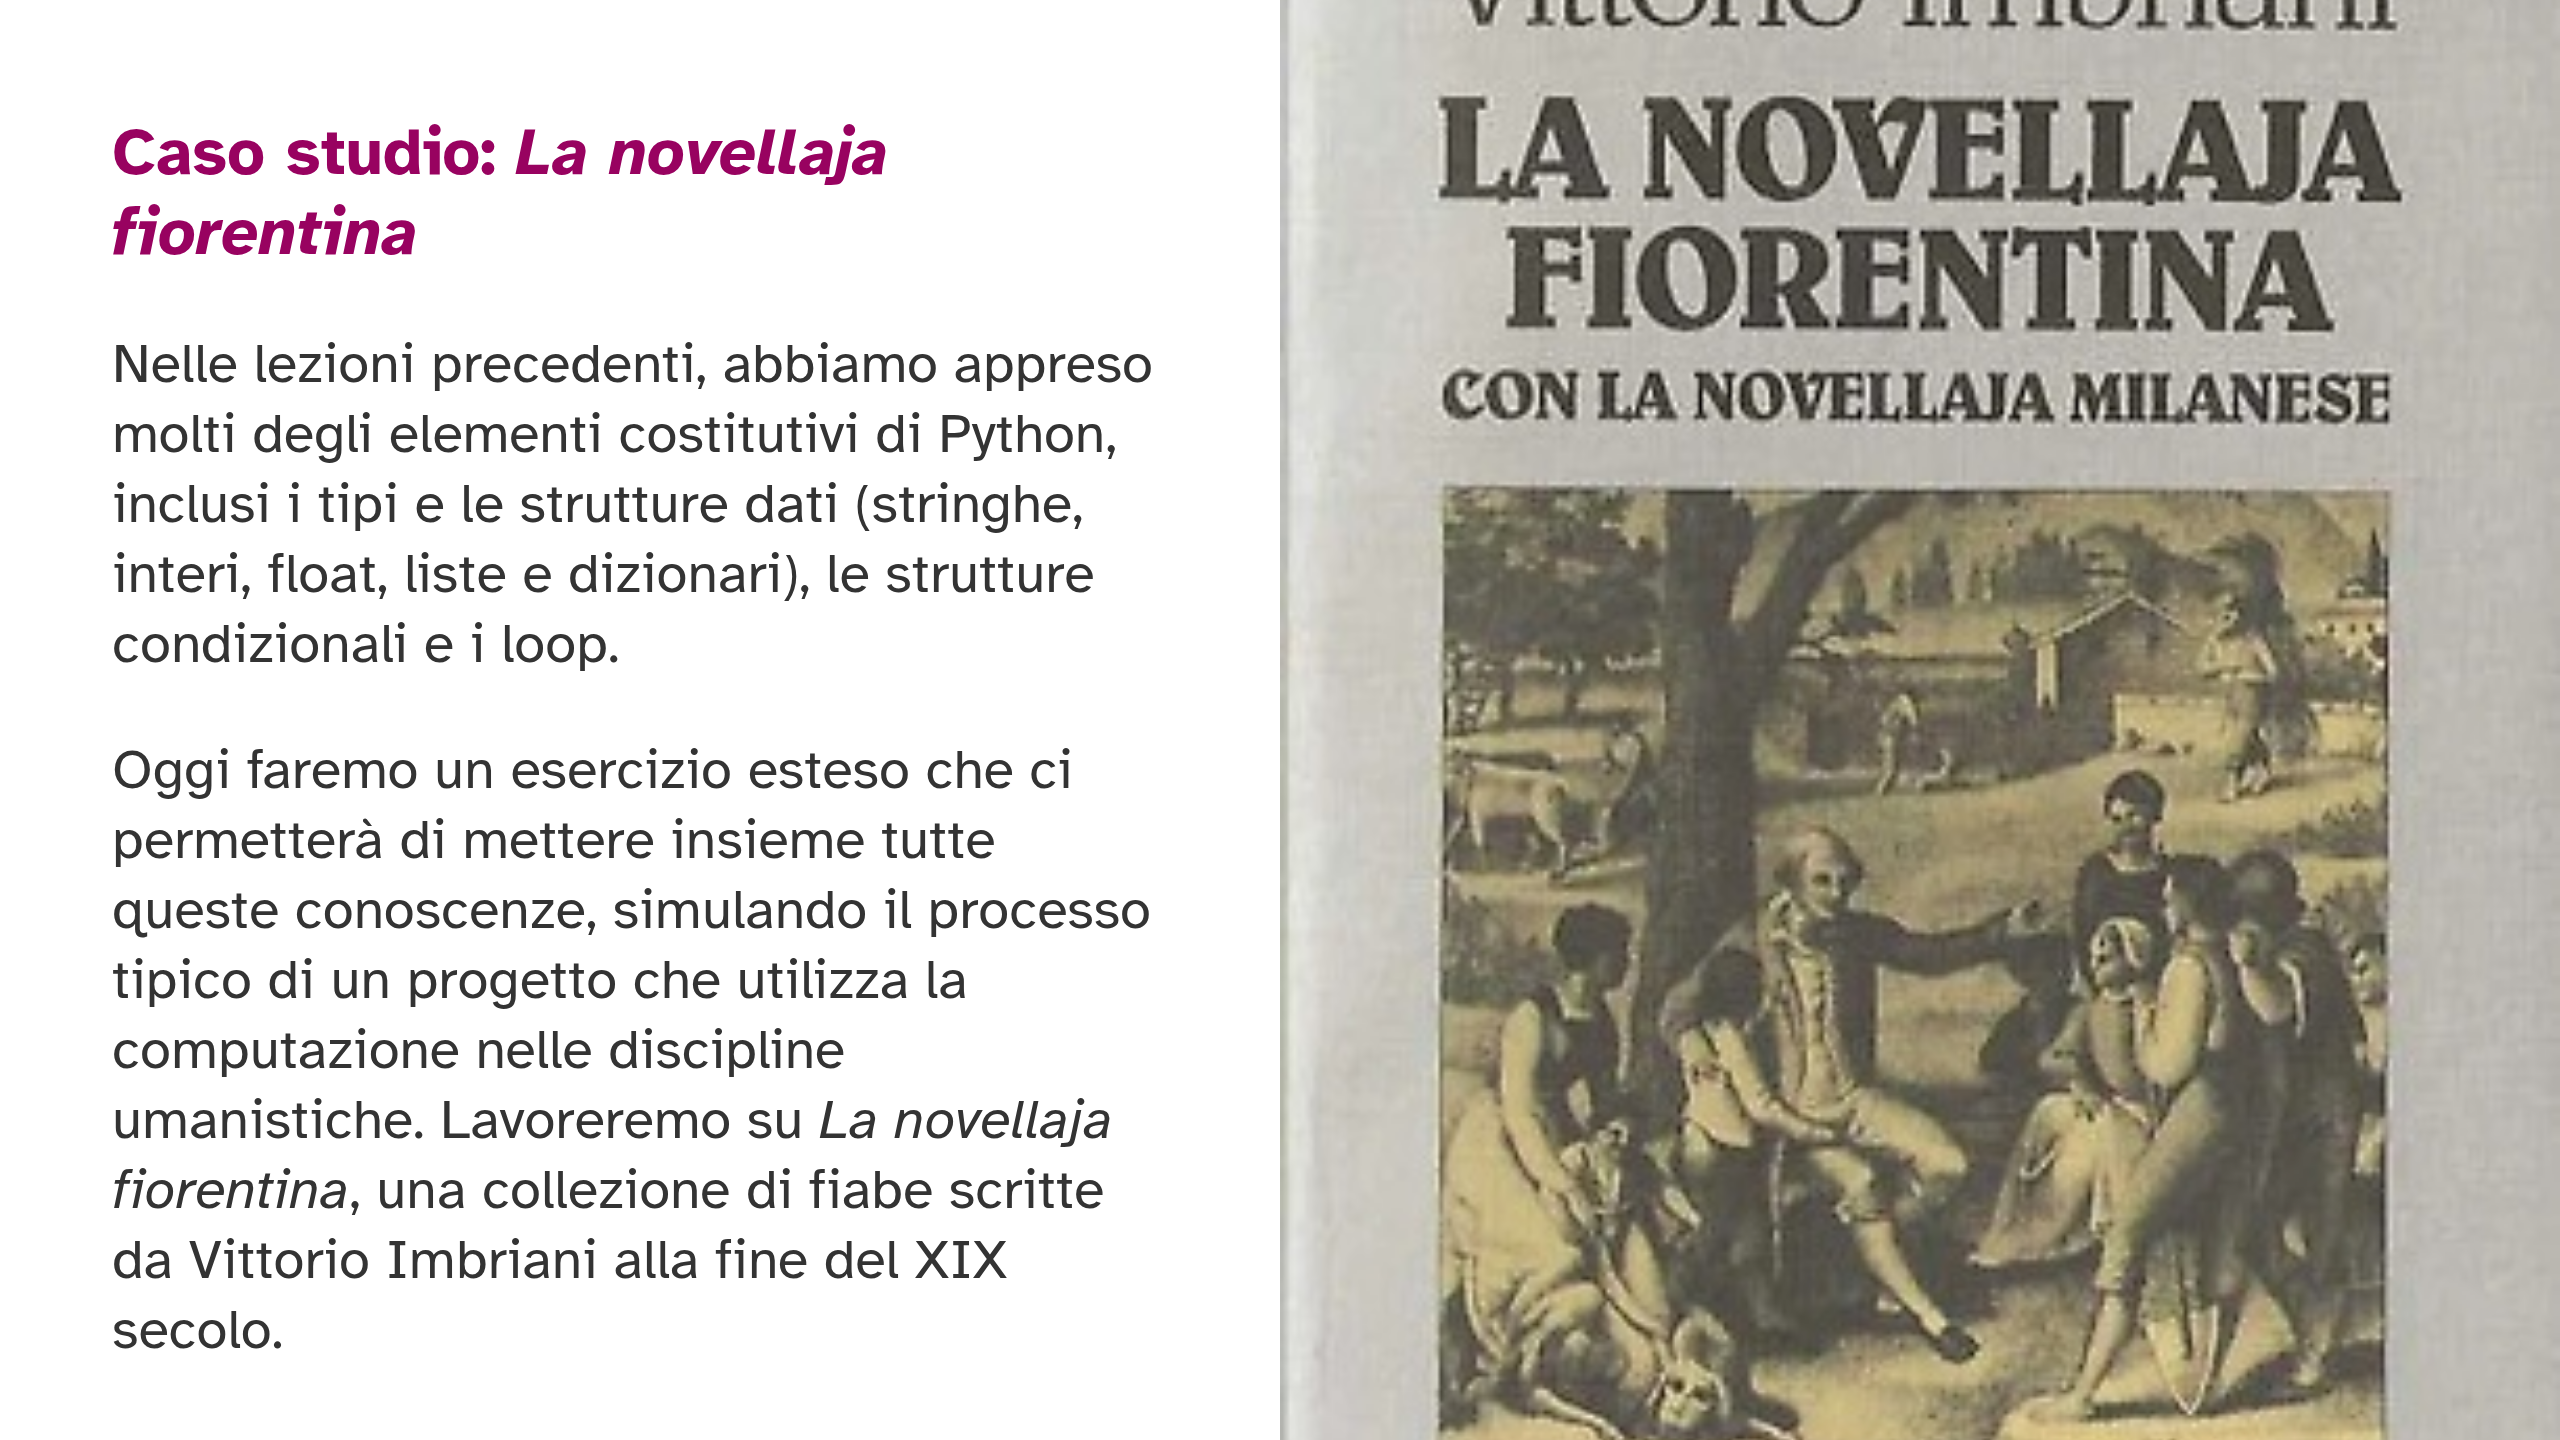 Caso studio: La novellaja
fiorentina
Nelle lezioni precedenti, abbiamo appreso
molti degli elementi costitutivi di Python,
inclusi i tipi e le strutture dati (stringhe,
interi, float, liste e dizionari), le strutture
condizionali e i loop.
Oggi faremo un esercizio esteso che ci
permetterà di mettere insieme tutte
queste conoscenze, simulando il processo
tipico di un progetto che utilizza la
computazione nelle discipline
umanistiche. Lavoreremo su La novellaja
fiorentina, una collezione di fiabe scritte
da Vittorio Imbriani alla fine del XIX
secolo.
Vittorio Imbriani
LA NOVELLAJA
FIORENTINA
CON LA NOVELLAJA MILANESE